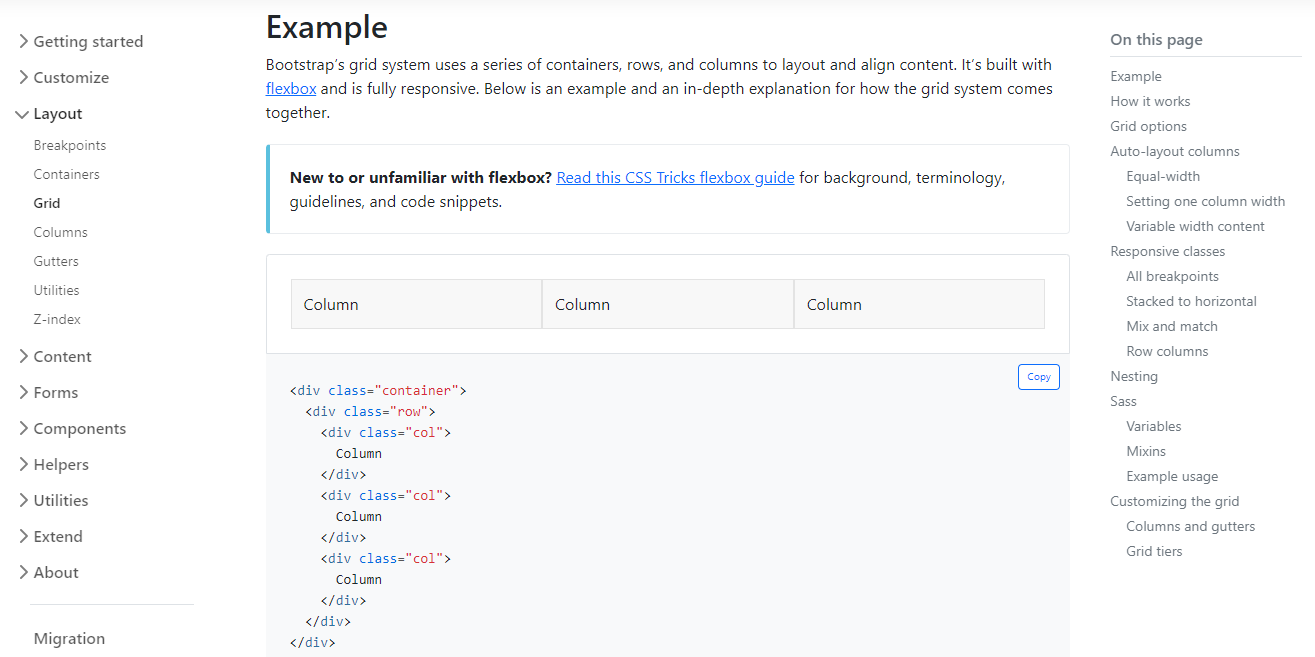 Getting started
Customize
Layout
Breakpoints
Containers
Grid
Columns
Gutters
Utilities
Z-index
Content
Forms
Components
Helpers
Utilities
Extend
About
Migration
Example
Bootstrap’s grid system uses a series of containers, rows, and columns to layout and align content. It’s built with
flexbox and is fully responsive. Below is an example and an in-depth explanation for how the grid system comes
together.
New to or unfamiliar with flexbox? Read this CSS Tricks flexbox guide for background, terminology,
guidelines, and code snippets.
Column Column Column
Copy
<div class="container">
  <div class="row">
    <div class="col">
      Column
    </div>
    <div class="col">
      Column
    </div>
    <div class="col">
      Column
    </div>
  </div>
</div>
On this page
Example
How it works
Grid options
Auto-layout columns
Equal-width
Setting one column width
Variable width content
Responsive classes
All breakpoints
Stacked to horizontal
Mix and match
Row columns
Nesting
Sass
Variables
Mixins
Example usage
Customizing the grid
Columns and gutters
Grid tiers